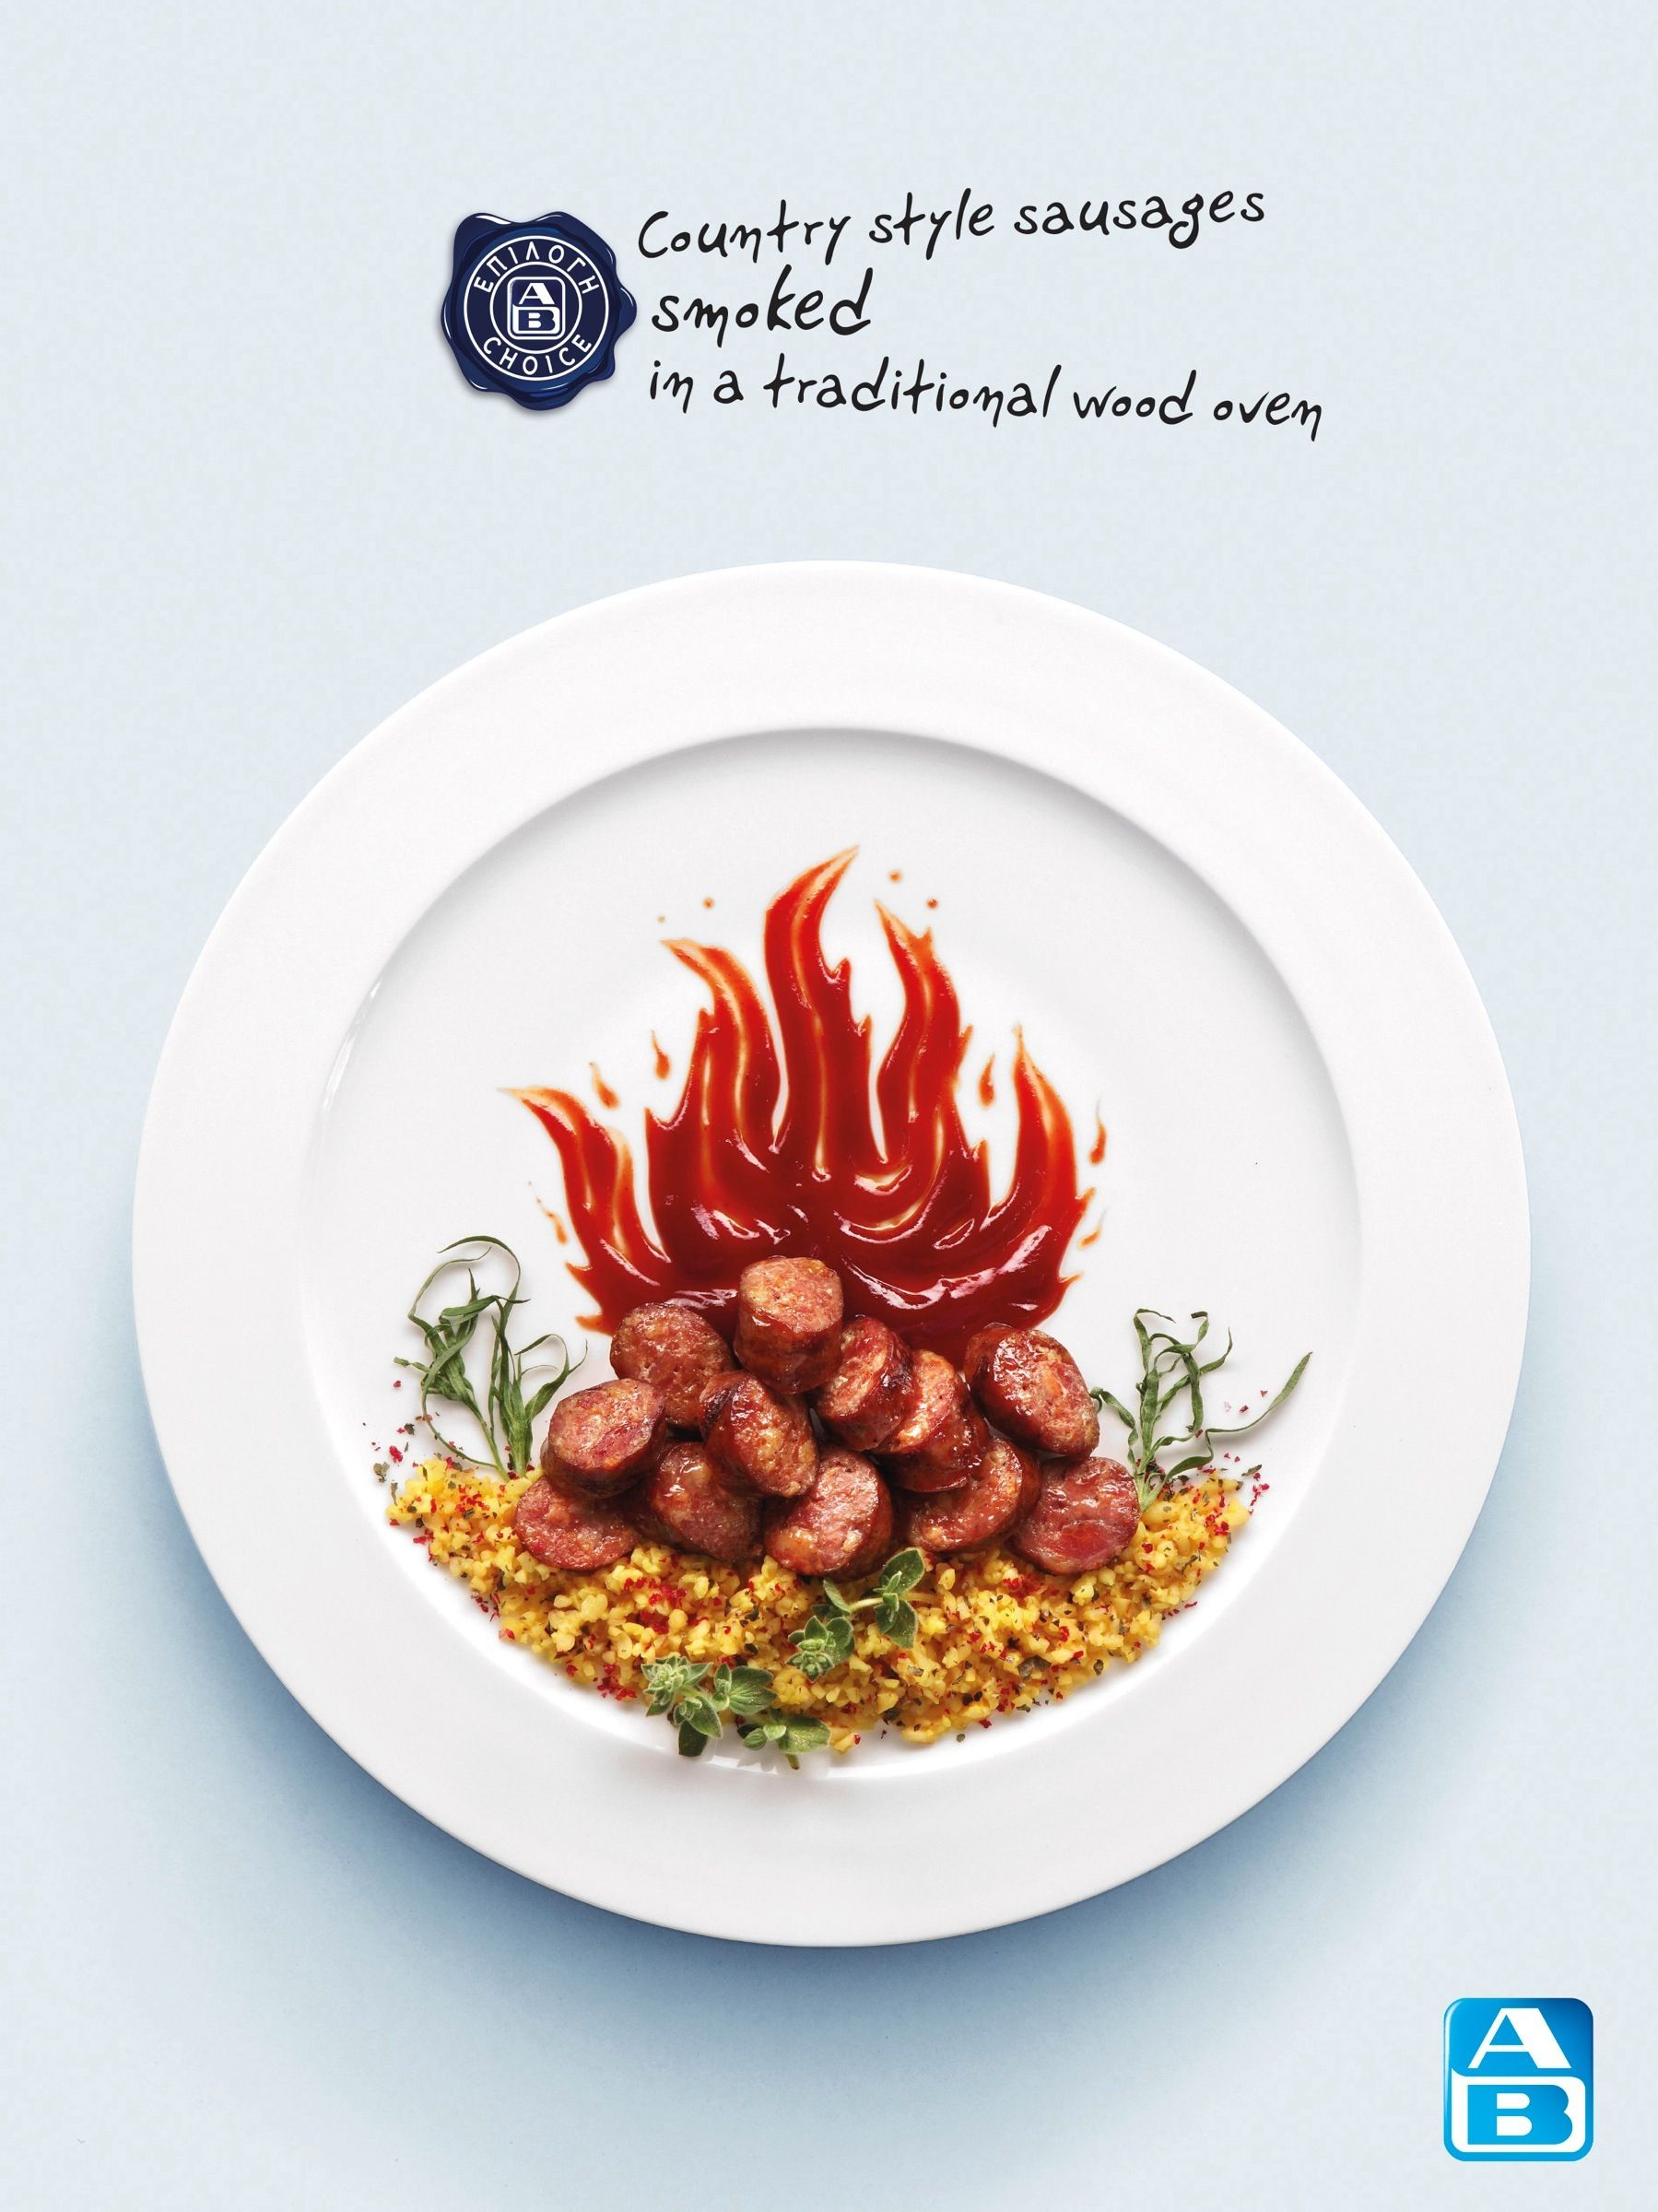 ΕΠΙΛΟΓΗ
AB
CHOICE
Country style sausages
smoked
in a traditional wood oven
AB